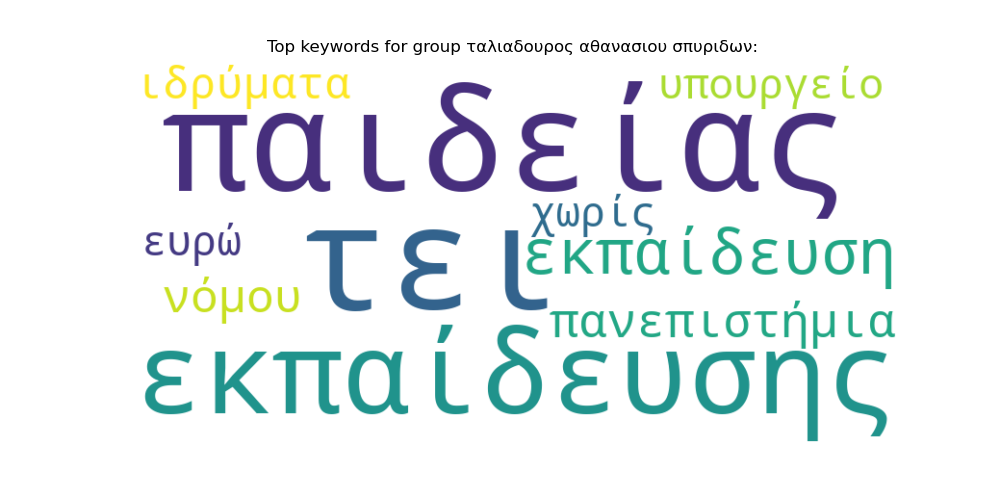 Top keywords for group ταλιαδουρος αθανασιου σπυριδων:
ιδρύματα
υπουργείο
παιδείας
χωρίς
ευρώ
τει
εκπαίδευση
νόμου
πανεπιστήμια
εκπαίδευσης